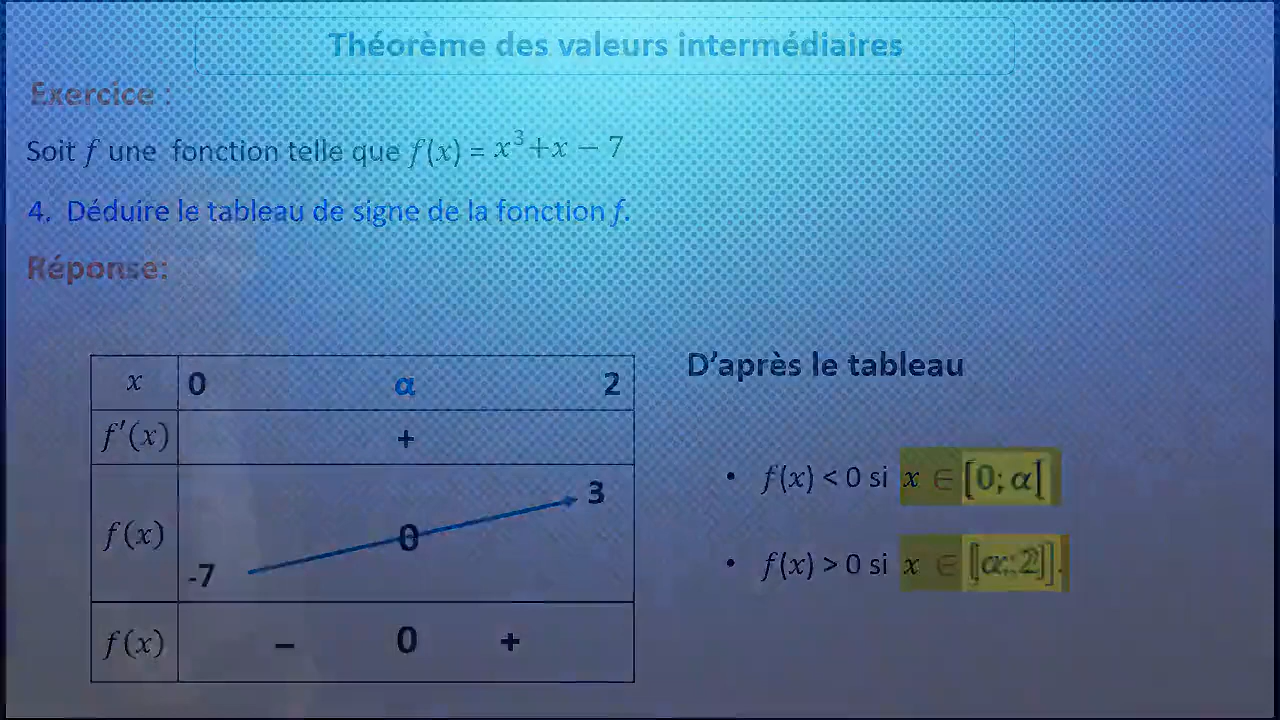 Théorème des valeurs intermédiaires
Exercice :
Soit f une fonction telle que f(x) = x³+x − 7
4. Déduire le tableau de signe de la fonction f.
Réponse:
x 0 α 2
f′(x) +
f(x) -7 0 3
f(x) − 0 +
D’après le tableau
• f(x) < 0 si x ∈ [0; α[
• f(x) > 0 si x ∈ ]α; 2].